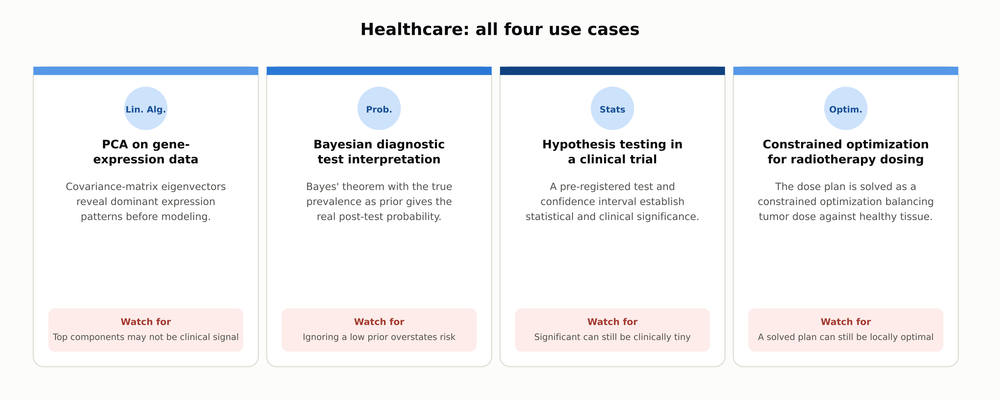 Healthcare: all four use cases
Lin. Alg.
PCA on gene-
expression data
Covariance-matrix eigenvectors
reveal dominant expression
patterns before modeling.
Watch for
Top components may not be clinical signal
Prob.
Bayesian diagnostic
test interpretation
Bayes' theorem with the true
prevalence as prior gives the
real post-test probability.
Watch for
Ignoring a low prior overstates risk
Stats
Hypothesis testing in
a clinical trial
A pre-registered test and
confidence interval establish
statistical and clinical significance.
Watch for
Significant can still be clinically tiny
Optim.
Constrained optimization
for radiotherapy dosing
The dose plan is solved as a
constrained optimization balancing
tumor dose against healthy tissue.
Watch for
A solved plan can still be locally optimal